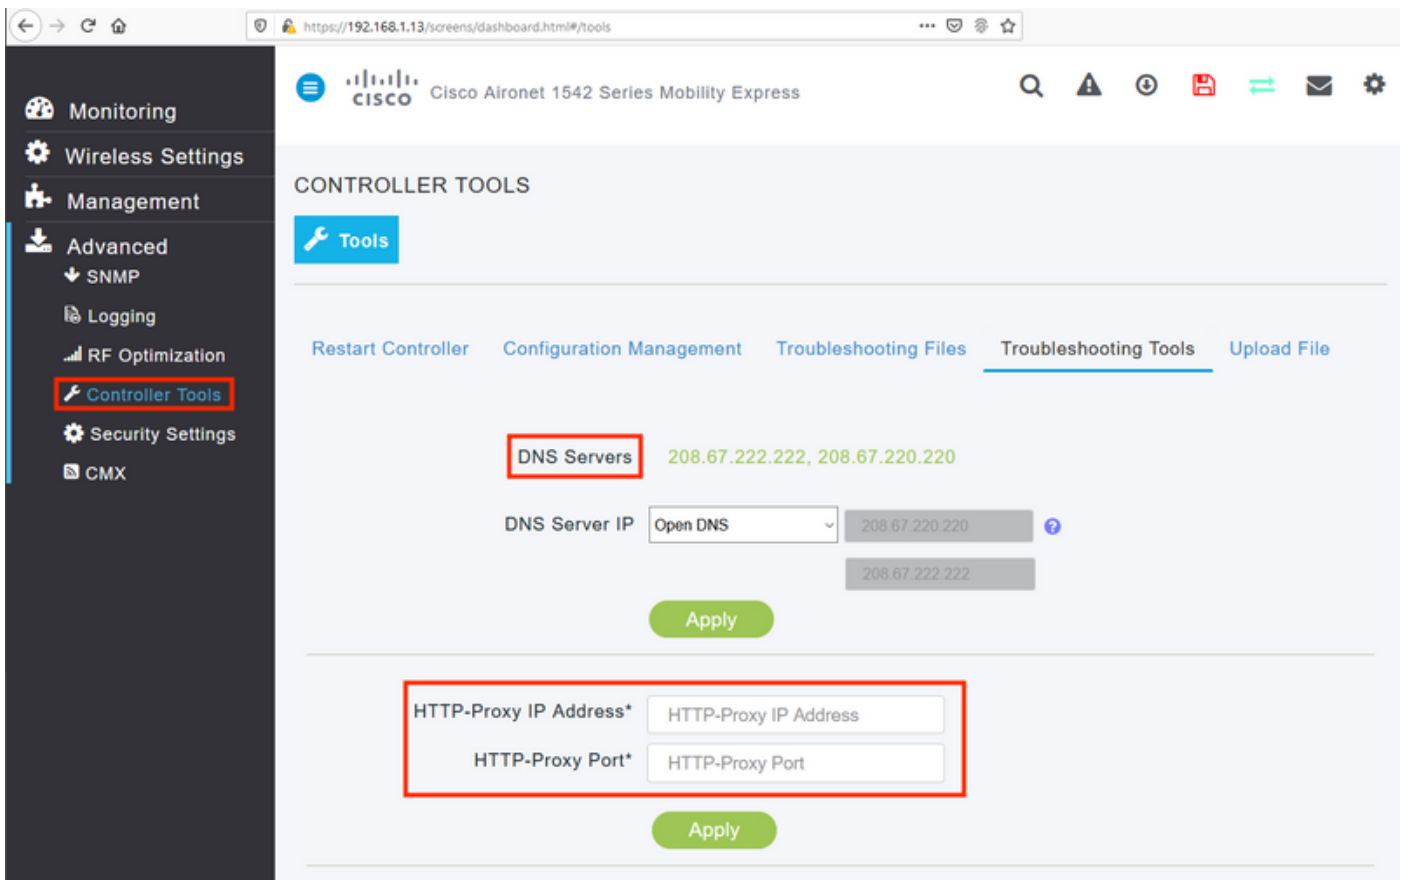 https://192.168.1.13/screens/dashboard.html#/tools
Monitoring
Wireless Settings
Management
Advanced
SNMP
Logging
RF Optimization
Controller Tools
Security Settings
CMX
CISCO
Cisco Aironet 1542 Series Mobility Express
CONTROLLER TOOLS
Tools
Restart Controller Configuration Management Troubleshooting Files Troubleshooting Tools Upload File
DNS Servers 208.67.222.222, 208.67.220.220
DNS Server IP Open DNS 208.67.220.220 ?
208.67.222.222
Apply
HTTP-Proxy IP Address* HTTP-Proxy IP Address
HTTP-Proxy Port* HTTP-Proxy Port
Apply